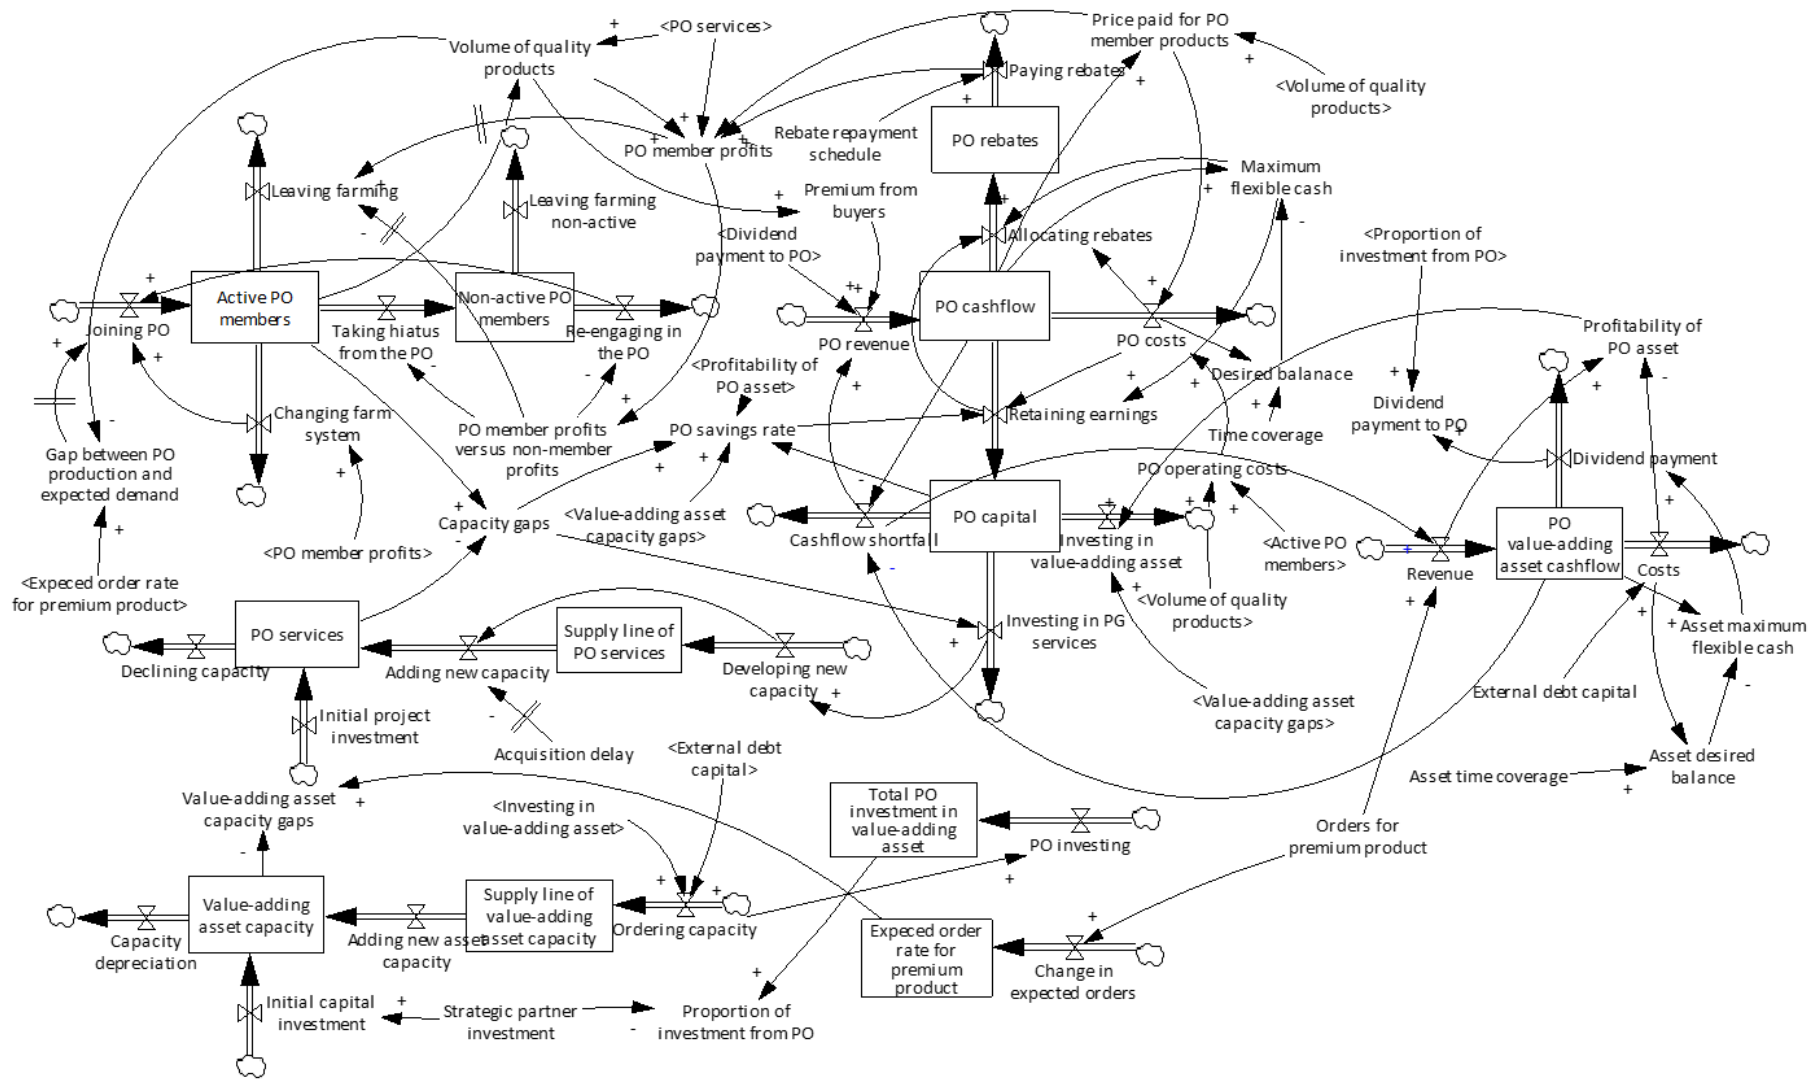 <PO services>
Volume of quality
products
Price paid for PO
member products
Paying rebates
<Volume of quality
products>
PO member profits
Rebate repayment
schedule
PO rebates
Leaving farming
Leaving farming
non-active
Premium from
buyers
Maximum
flexible cash
<Dividend
payment to PO>
Allocating rebates
<Proportion of
investment from PO>
Active PO
members
Non-active PO
members
PO cashflow
Joining PO
Taking hiatus
from the PO
Re-engaging in
the PO
PO revenue
PO costs
Profitability of
PO asset
<Profitability of
PO asset>
Desired balanace
Dividend
payment to PO
Changing farm
system
PO member profits
versus non-member
profits
PO savings rate
Retaining earnings
Time coverage
Gap between PO
production and
expected demand
PO operating costs
Dividend payment
Capacity gaps
<Value-adding asset
capacity gaps>
PO capital
Cashflow shortfall
Investing in
value-adding asset
<Active PO
members>
PO
value-adding
asset cashflow
Revenue
Costs
<PO member profits>
<Expeced order rate
for premium product>
<Volume of quality
products>
PO services
Supply line of
PO services
Investing in PG
services
Asset maximum
flexible cash
Declining capacity
Adding new capacity
Developing new
capacity
External debt capital
<Value-adding asset
capacity gaps>
Initial project
investment
Acquisition delay
<External debt
capital>
Asset desired
balance
Asset time coverage
Value-adding asset
capacity gaps
<Investing in
value-adding asset>
Total PO
investment in
value-adding
asset
PO investing
Orders for
premium product
Value-adding
asset capacity
Supply line of
value-adding
asset capacity
Ordering capacity
Capacity
depreciation
Adding new asset
capacity
Expeced order
rate for
premium
product
Change in
expected orders
Initial capital
investment
Strategic partner
investment
Proportion of
investment from PO